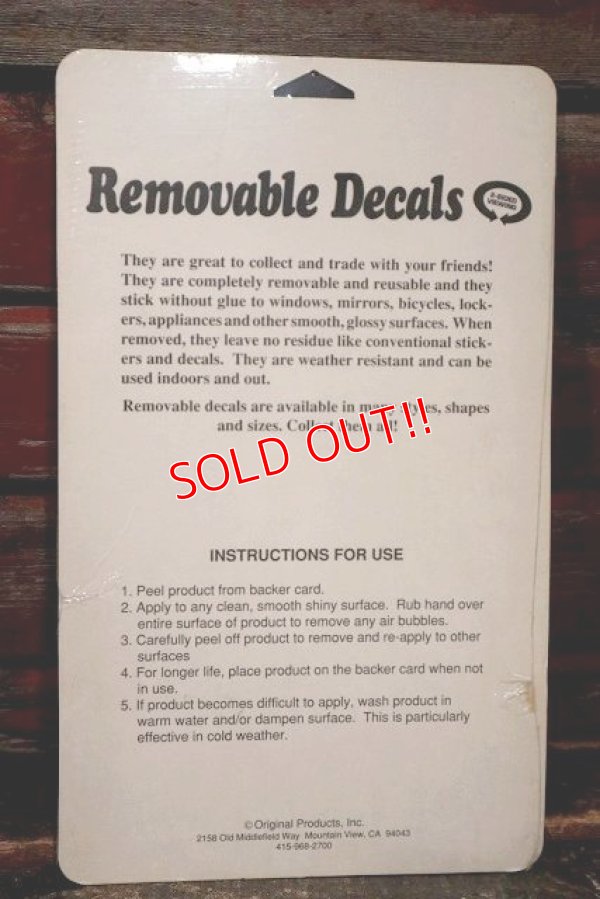 Removable Decals
2-SIDED
VIEWING
They are great to collect and trade with your friends!
They are completely removable and reusable and they
stick without glue to windows, mirrors, bicycles, lock-
ers, appliances and other smooth, glossy surfaces. When
removed, they leave no residue like conventional stick-
ers and decals. They are weather resistant and can be
used indoors and out.
Removable decals are available in many styles, shapes
and sizes. Collect them all!
SOLD OUT!!
INSTRUCTIONS FOR USE
1. Peel product from backer card.
2. Apply to any clean, smooth shiny surface. Rub hand over
entire surface of product to remove any air bubbles.
3. Carefully peel off product to remove and re-apply to other
surfaces
4. For longer life, place product on the backer card when not
in use.
5. If product becomes difficult to apply, wash product in
warm water and/or dampen surface. This is particularly
effective in cold weather.
© Original Products, Inc.
2158 Old Middlefield Way Mountain View, CA 94043
415-968-2700